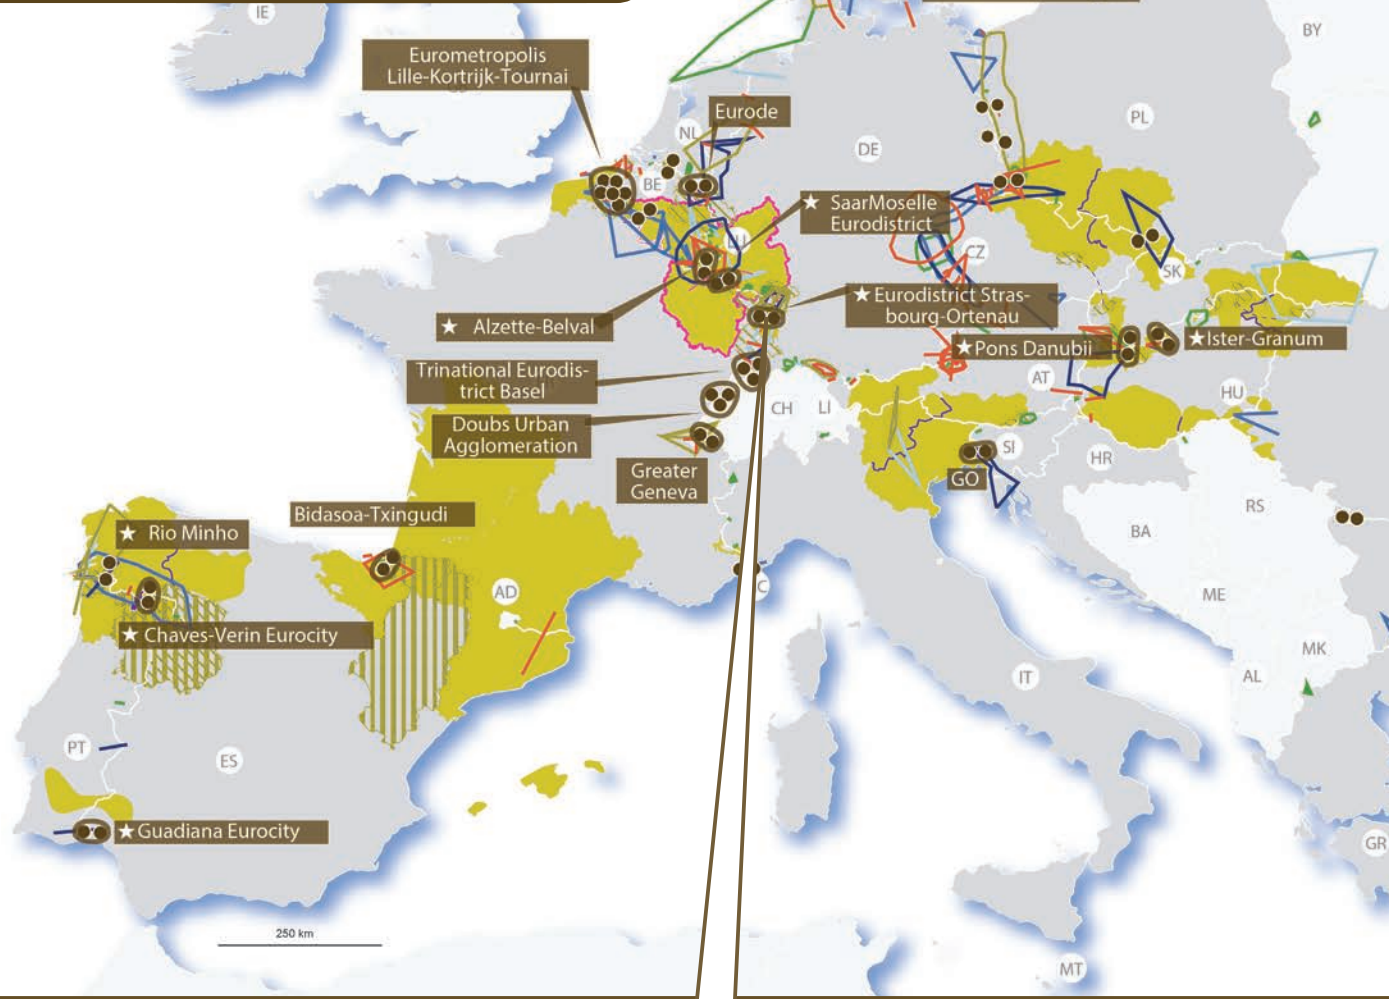 IE
BY
Eurometropolis
Lille-Kortrijk-Tournai
Eurode
NL
PL
DE
BE
★ SaarMoselle
Eurodistrict
LU
CZ
SK
★ Eurodistrict Stras-
bourg-Ortenau
★ Alzette-Belval
★ Pons Danubii
★ Ister-Granum
Trinational Eurodis-
trict Basel
AT
HU
CH
LI
Doubs Urban
Agglomeration
SI
HR
GO
Greater
Geneva
RS
Bidasoa-Txingudi
★ Rio Minho
BA
AD
C
ME
★ Chaves-Verin Eurocity
MK
AL
IT
PT
ES
★ Guadiana Eurocity
GR
250 km
MT